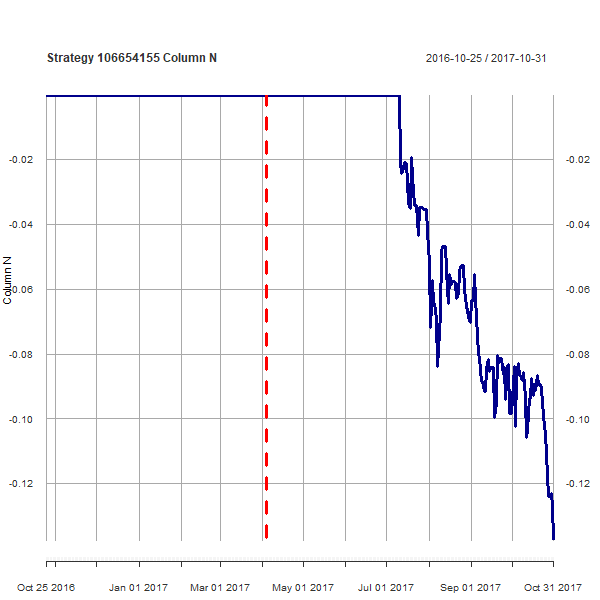 Strategy 106654155 Column N 2016-10-25 / 2017-10-31
-0.02 -0.02
-0.04 -0.04
Column N
-0.06 -0.06
-0.08 -0.08
-0.10 -0.10
-0.12 -0.12
Oct 25 2016 Jan 01 2017 Mar 01 2017 May 01 2017 Jul 01 2017 Sep 01 2017 Oct 31 2017